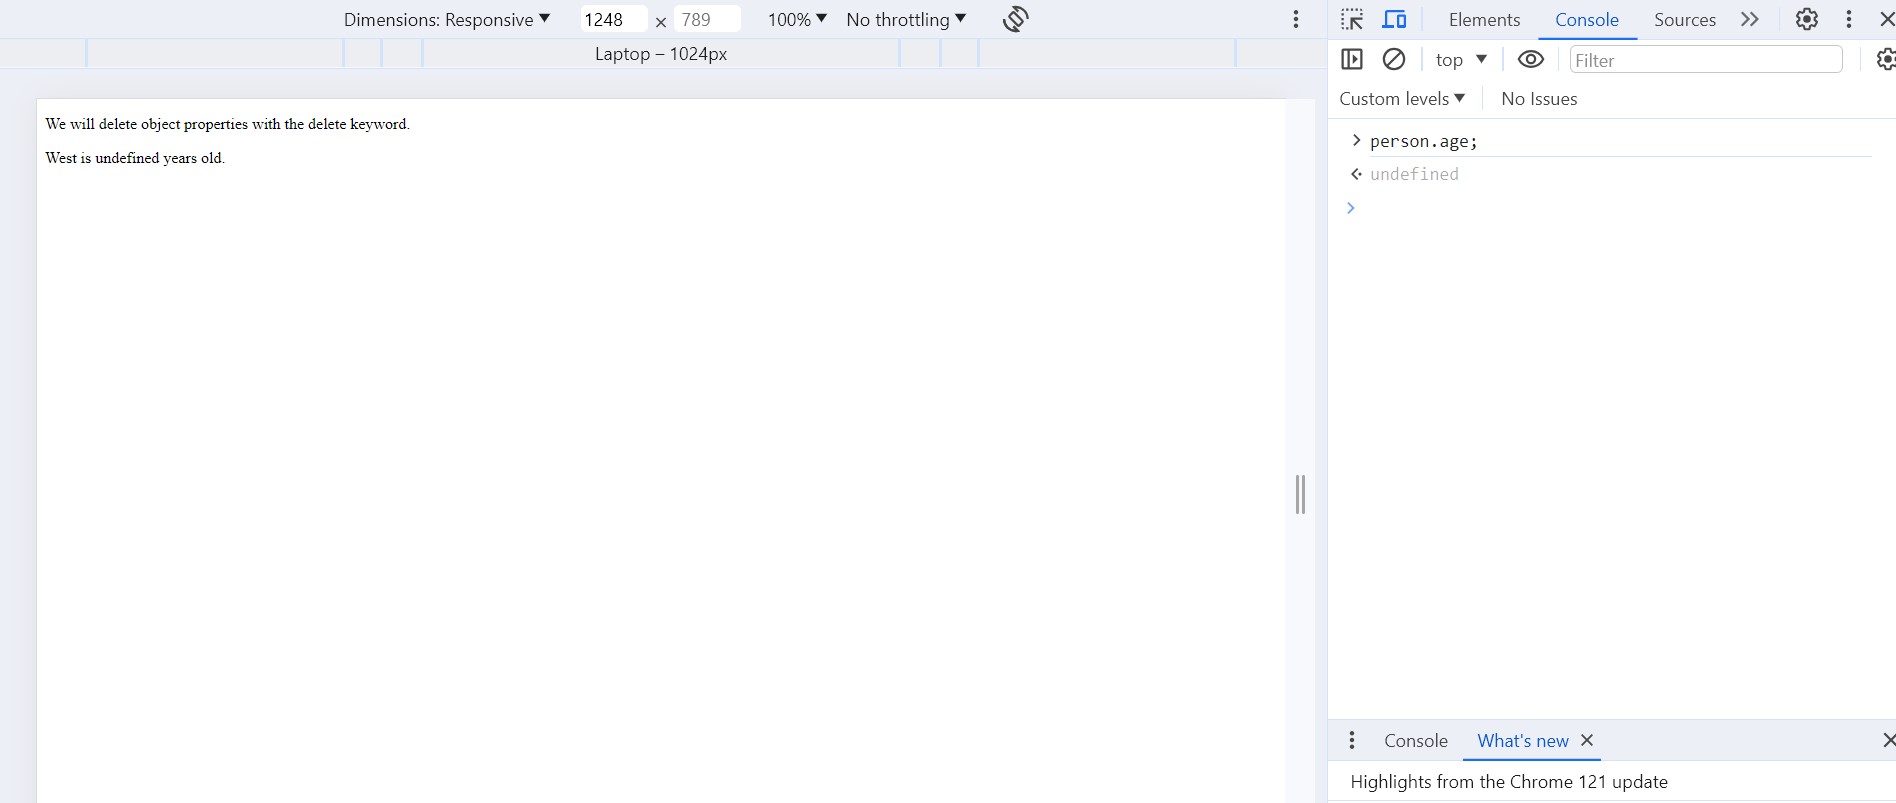 Dimensions: Responsive ▼ 1248 × 789 100% ▼ No throttling ▼
Laptop – 1024px
We will delete object properties with the delete keyword.
West is undefined years old.
Elements Console Sources
top ▼ Filter
Custom levels ▼ No Issues
person.age;
undefined
Console What's new
Highlights from the Chrome 121 update